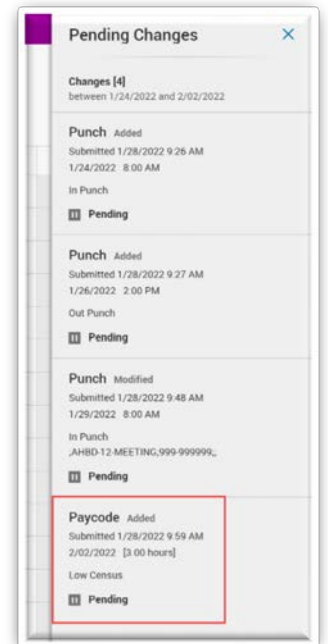 Pending Changes
Changes [4]
between 1/24/2022 and 2/02/2022
Punch Added
Submitted 1/28/2022 9:26 AM
1/24/2022 8:00 AM
In Punch
Pending
Punch Added
Submitted 1/28/2022 9:27 AM
1/26/2022 2:00 PM
Out Punch
Pending
Punch Modified
Submitted 1/28/2022 9:48 AM
1/29/2022 8:00 AM
In Punch
,AHBD-12-MEETING,999-999999,,
Pending
Paycode Added
Submitted 1/28/2022 9:59 AM
2/02/2022 [3.00 hours]
Low Census
Pending